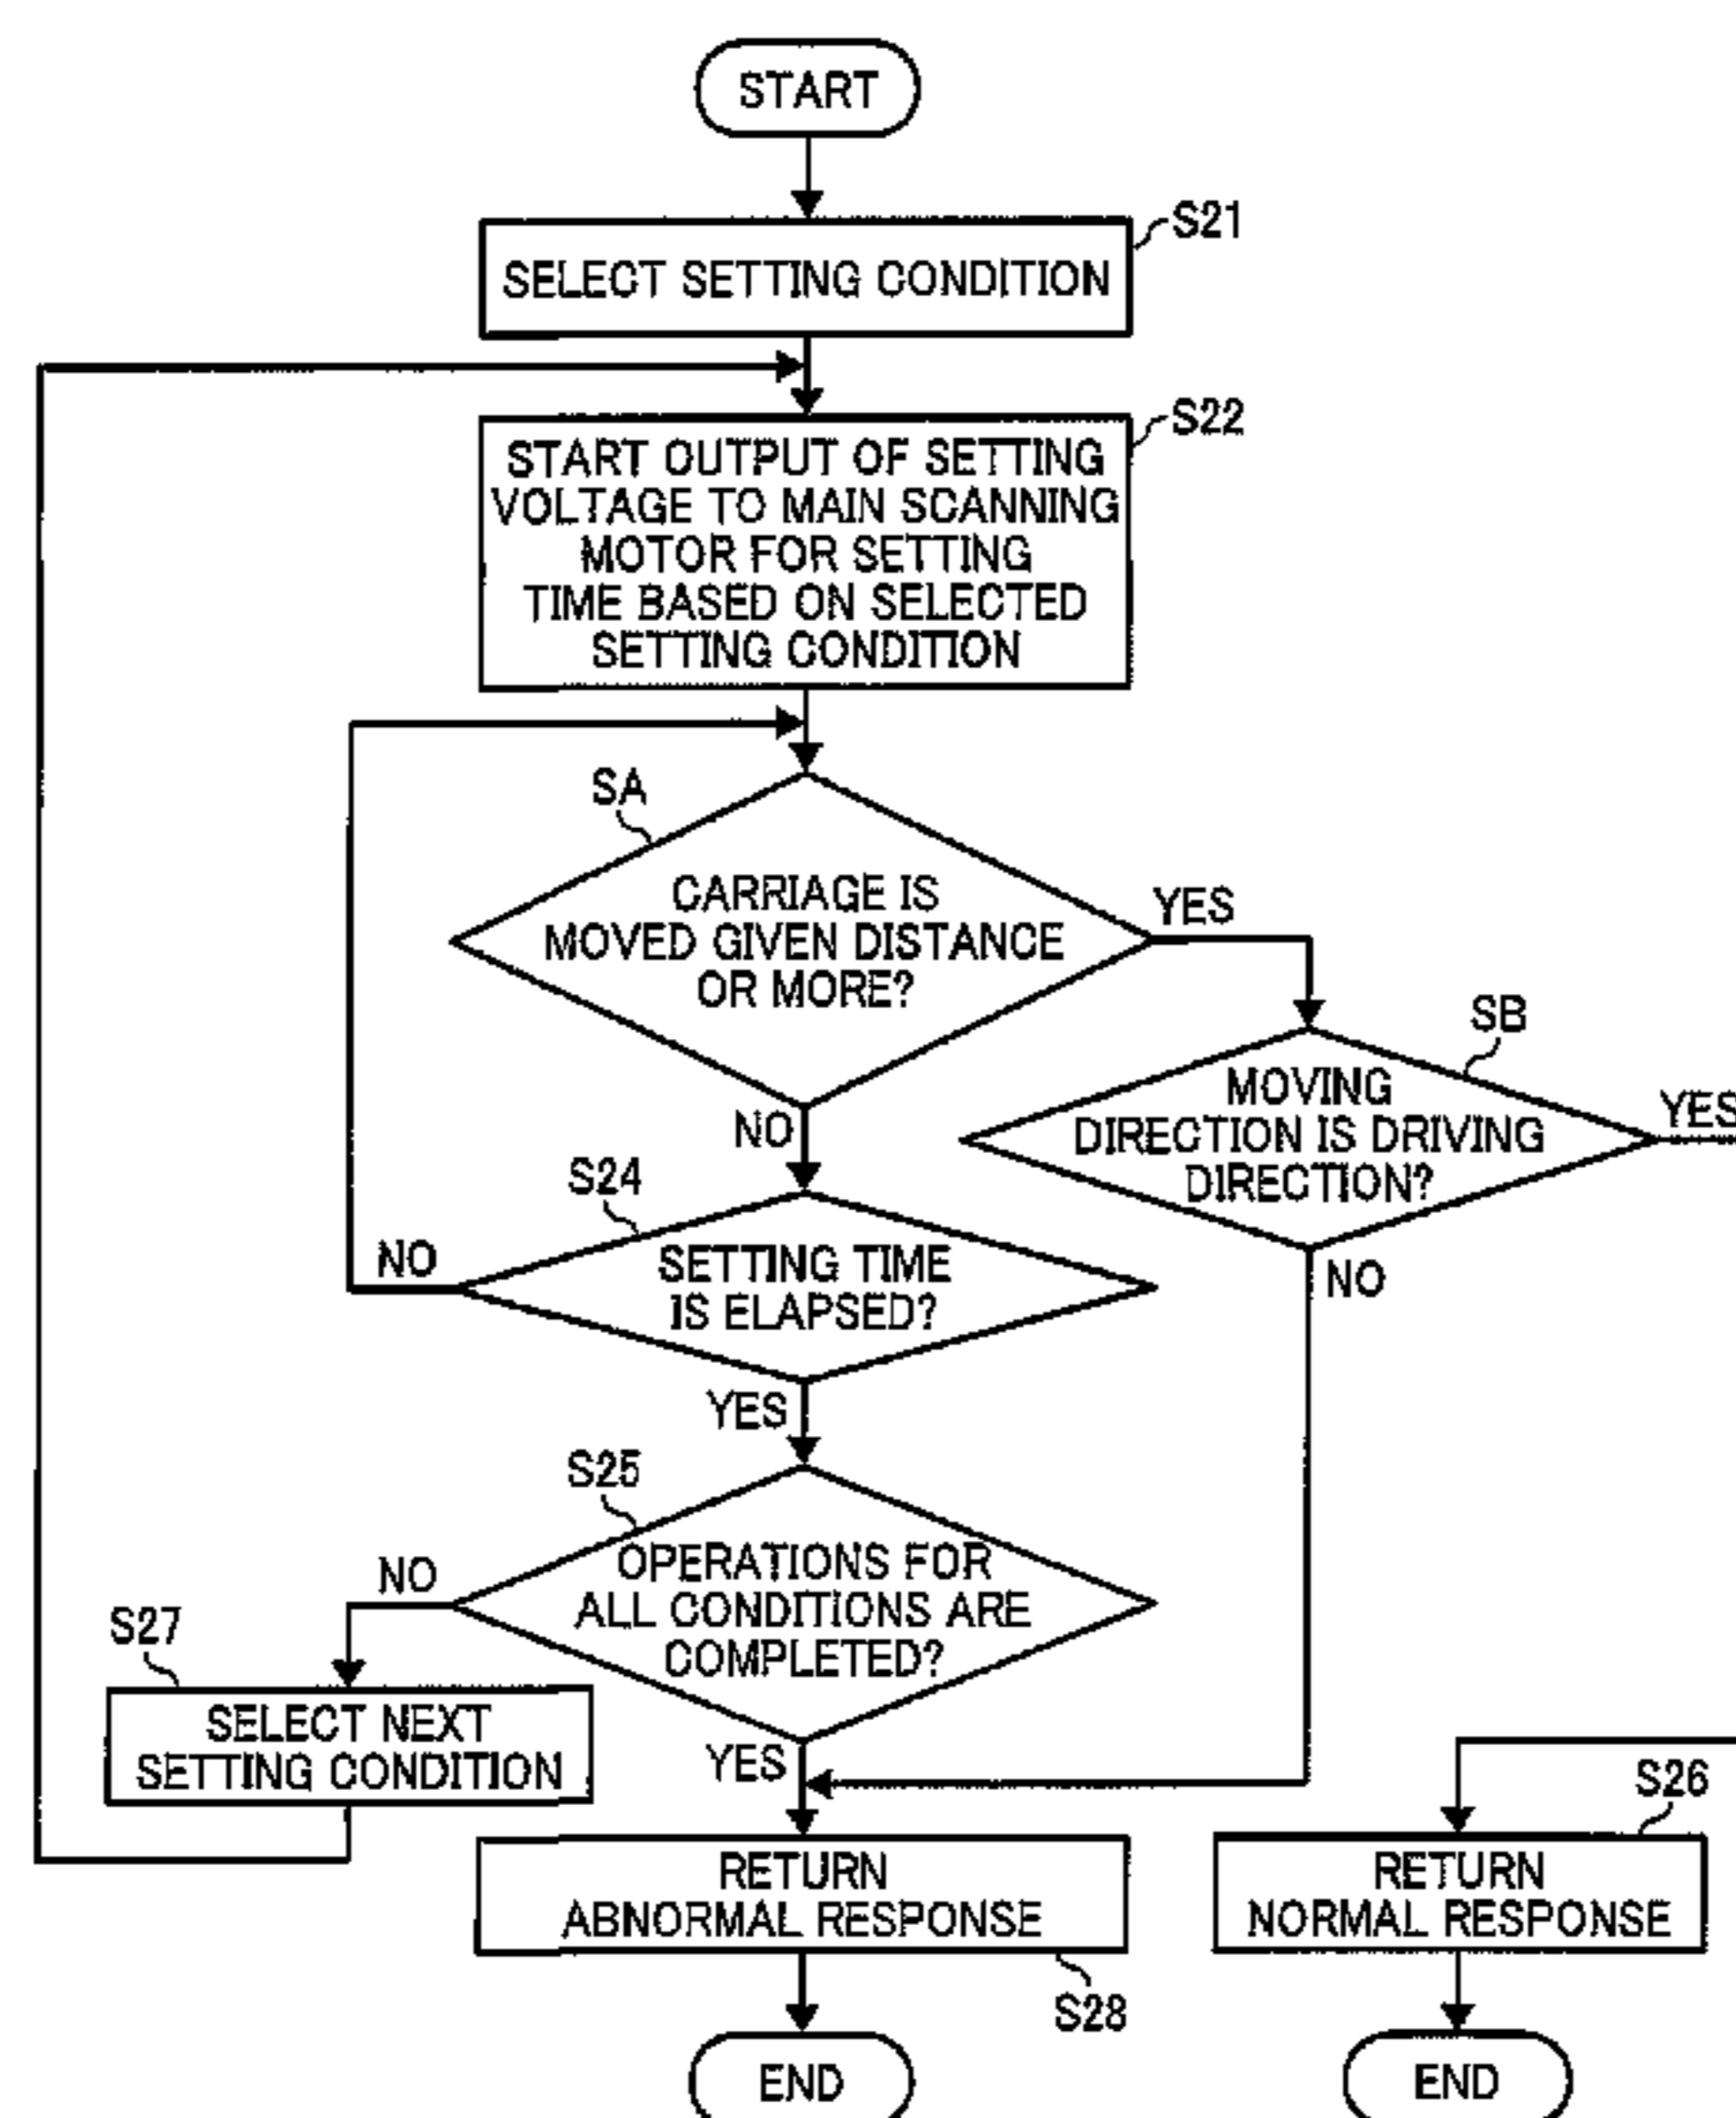 START
S21
SELECT SETTING CONDITION
S22
START OUTPUT OF SETTING
VOLTAGE TO MAIN SCANNING
MOTOR FOR SETTING
TIME BASED ON SELECTED
SETTING CONDITION
SA
CARRIAGE IS
MOVED GIVEN DISTANCE
OR MORE?
YES
SB
MOVING
DIRECTION IS DRIVING
DIRECTION?
YES
NO
NO
S24
SETTING TIME
IS ELAPSED?
NO
YES
S25
OPERATIONS FOR
ALL CONDITIONS ARE
COMPLETED?
NO
S27
SELECT NEXT
SETTING CONDITION
YES
S26
RETURN
ABNORMAL RESPONSE
S28
RETURN
NORMAL RESPONSE
END
END